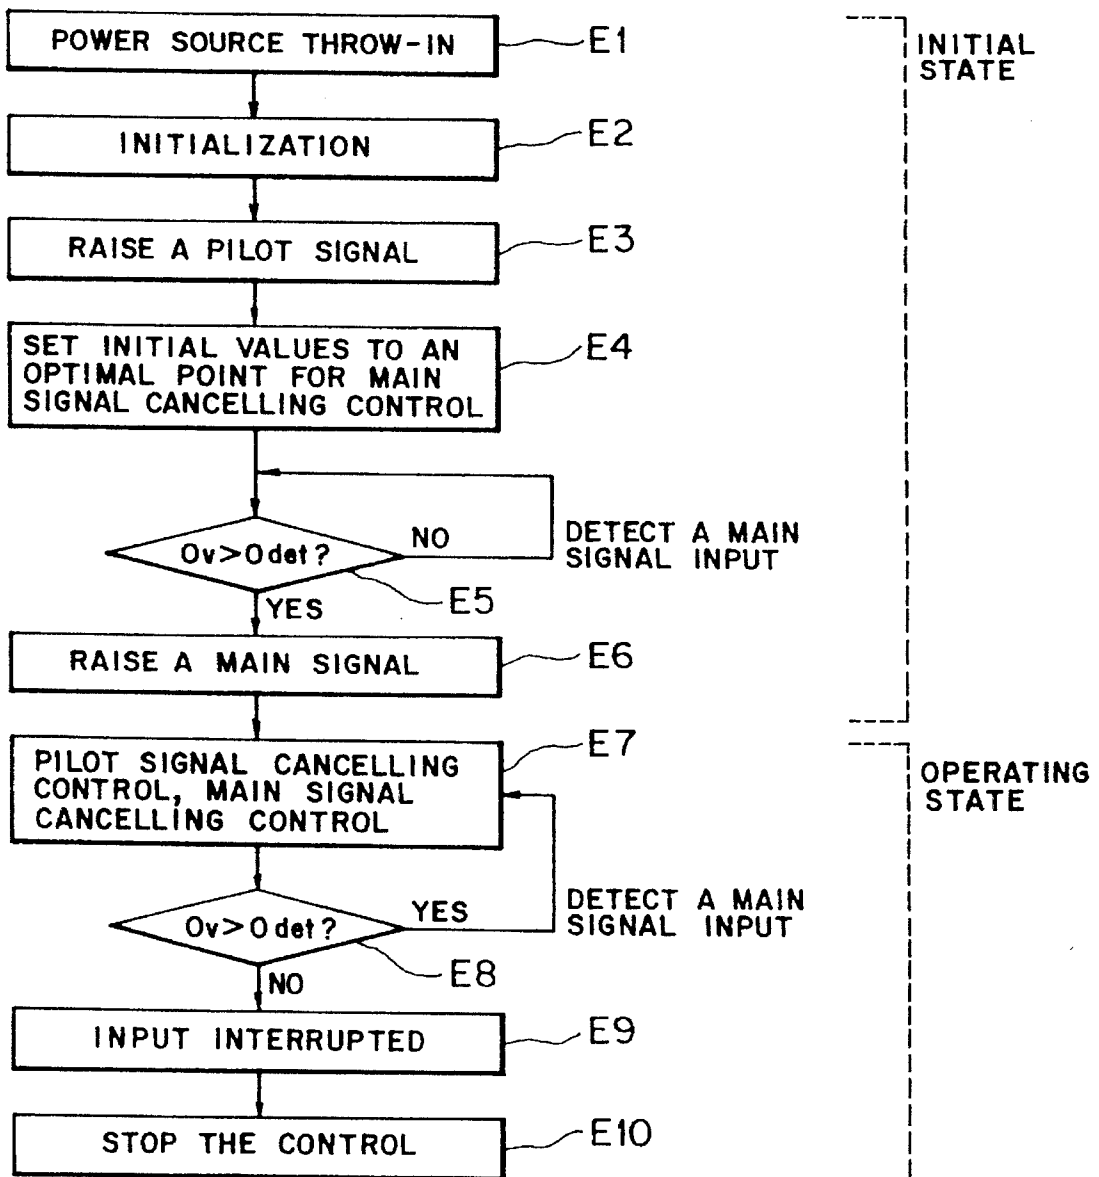 POWER SOURCE THROW-IN
E1
INITIAL
STATE
INITIALIZATION
E2
RAISE A PILOT SIGNAL
E3
SET INITIAL VALUES TO AN
OPTIMAL POINT FOR MAIN
SIGNAL CANCELLING CONTROL
E4
Ov>Odet?
NO
DETECT A MAIN
SIGNAL INPUT
E5
YES
RAISE A MAIN SIGNAL
E6
PILOT SIGNAL CANCELLING
CONTROL, MAIN SIGNAL
CANCELLING CONTROL
E7
OPERATING
STATE
Ov>Odet?
YES
DETECT A MAIN
SIGNAL INPUT
E8
NO
INPUT INTERRUPTED
E9
STOP THE CONTROL
E10